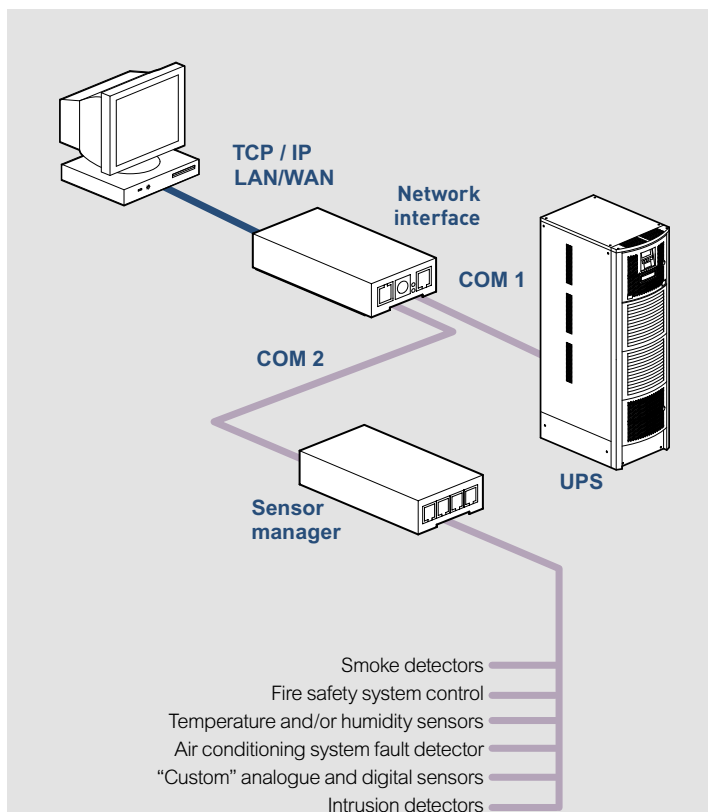 TCP / IP
LAN/WAN
Network
interface
COM 1
COM 2
UPS
Sensor
manager
Smoke detectors
Fire safety system control
Temperature and/or humidity sensors
Air conditioning system fault detector
“Custom” analogue and digital sensors
Intrusion detectors